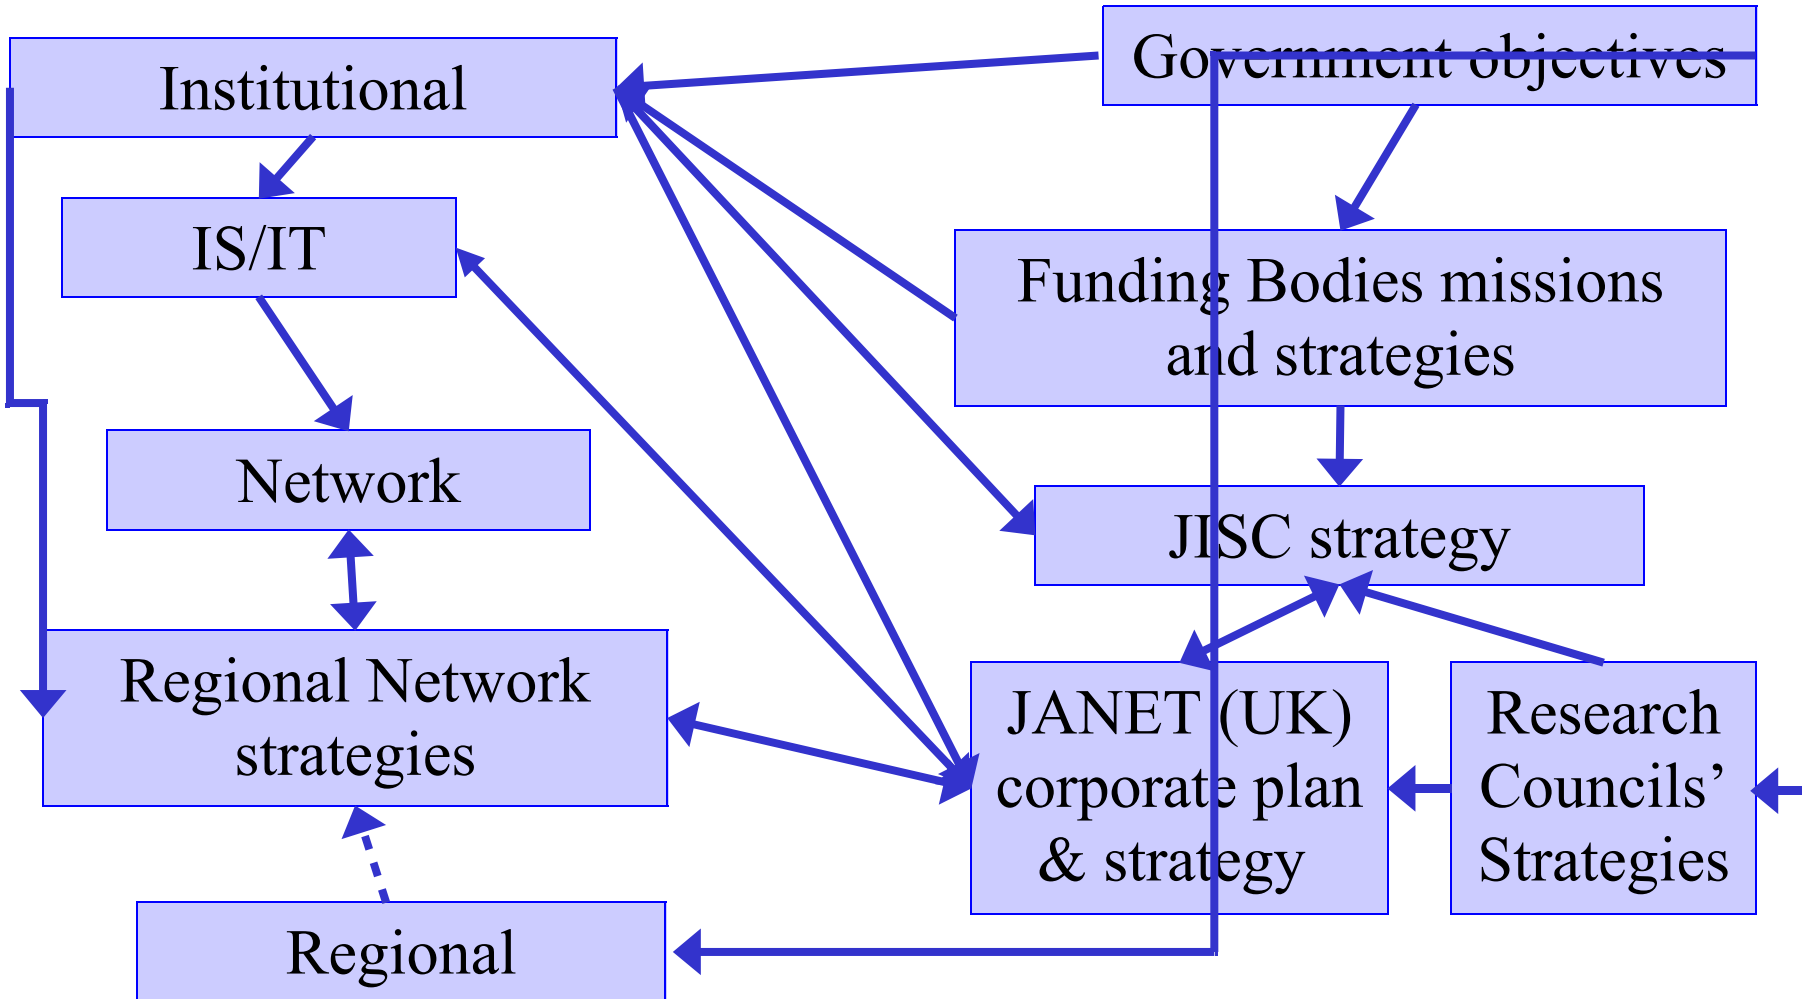 Institutional
Government objectives
IS/IT
Funding Bodies missions
and strategies
Network
JISC strategy
Regional Network
strategies
JANET (UK)
corporate plan
& strategy
Research
Councils’
Strategies
Regional